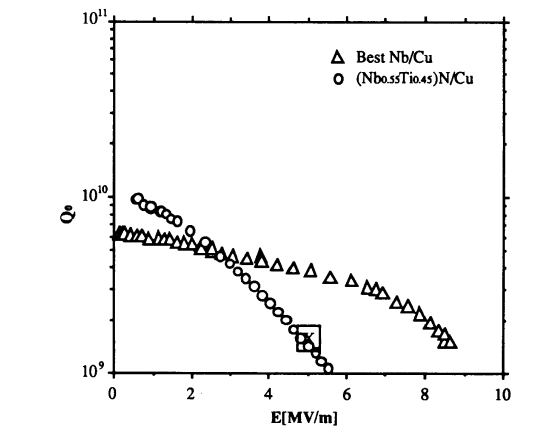 10¹¹
Best Nb/Cu
(Nb0.55Ti0.45)N/Cu
10¹⁰
Q0
10⁹
0 2 4 6 8 10
E[MV/m]